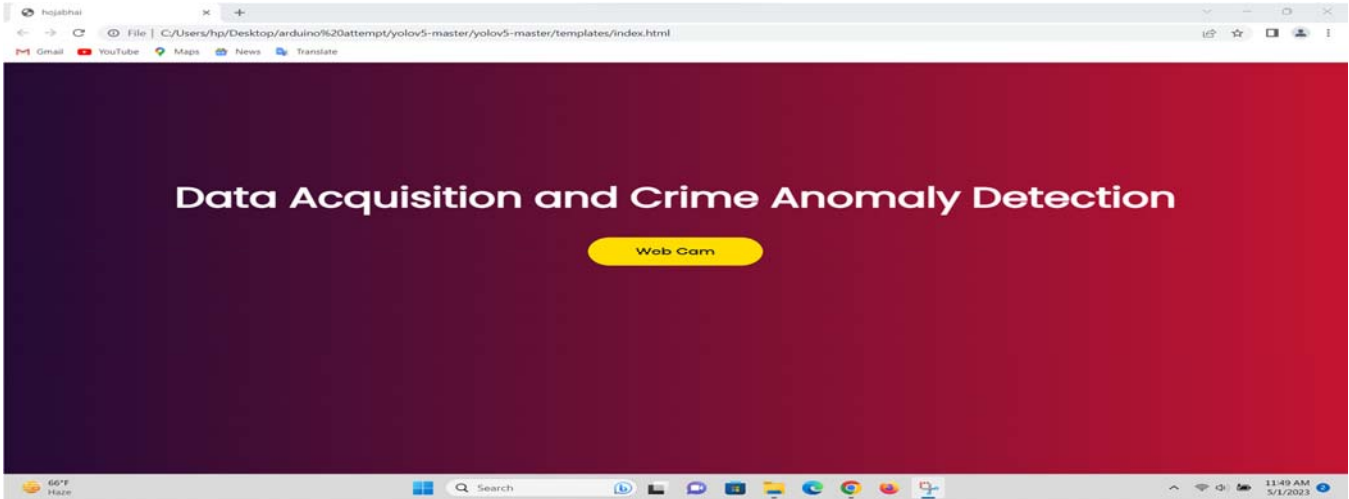 hojabhai
File | C:/Users/hp/Desktop/arduino%20attempt/yolov5-master/yolov5-master/templates/index.html
Gmail YouTube Maps News Translate
Data Acquisition and Crime Anomaly Detection
Web Cam
66°F
Haze
Search
11:49 AM
5/1/2023
2